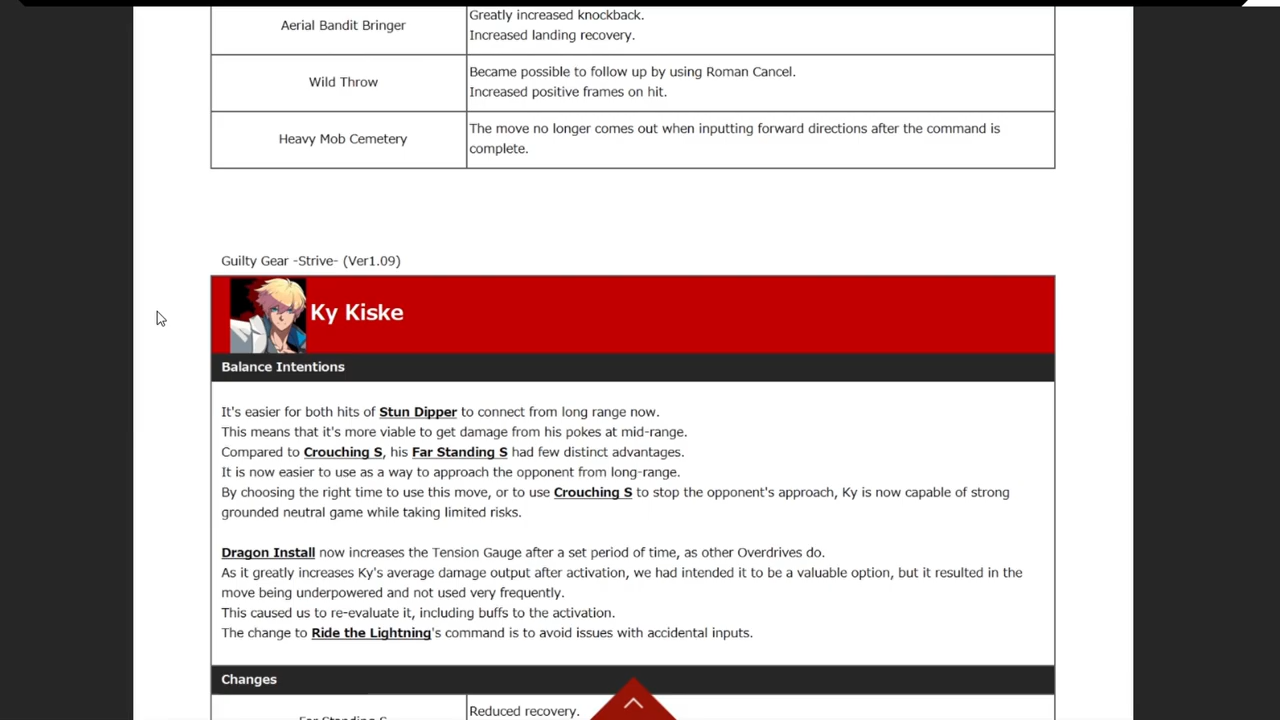 Aerial Bandit Bringer
Greatly increased knockback.
Increased landing recovery.
Wild Throw
Became possible to follow up by using Roman Cancel.
Increased positive frames on hit.
Heavy Mob Cemetery
The move no longer comes out when inputting forward directions after the command is
complete.
Guilty Gear -Strive- (Ver1.09)
Ky Kiske
Balance Intentions
It's easier for both hits of Stun Dipper to connect from long range now.
This means that it's more viable to get damage from his pokes at mid-range.
Compared to Crouching S, his Far Standing S had few distinct advantages.
It is now easier to use as a way to approach the opponent from long-range.
By choosing the right time to use this move, or to use Crouching S to stop the opponent's approach, Ky is now capable of strong
grounded neutral game while taking limited risks.
Dragon Install now increases the Tension Gauge after a set period of time, as other Overdrives do.
As it greatly increases Ky's average damage output after activation, we had intended it to be a valuable option, but it resulted in the
move being underpowered and not used very frequently.
This caused us to re-evaluate it, including buffs to the activation.
The change to Ride the Lightning's command is to avoid issues with accidental inputs.
Changes
Far Standing S
Reduced recovery.